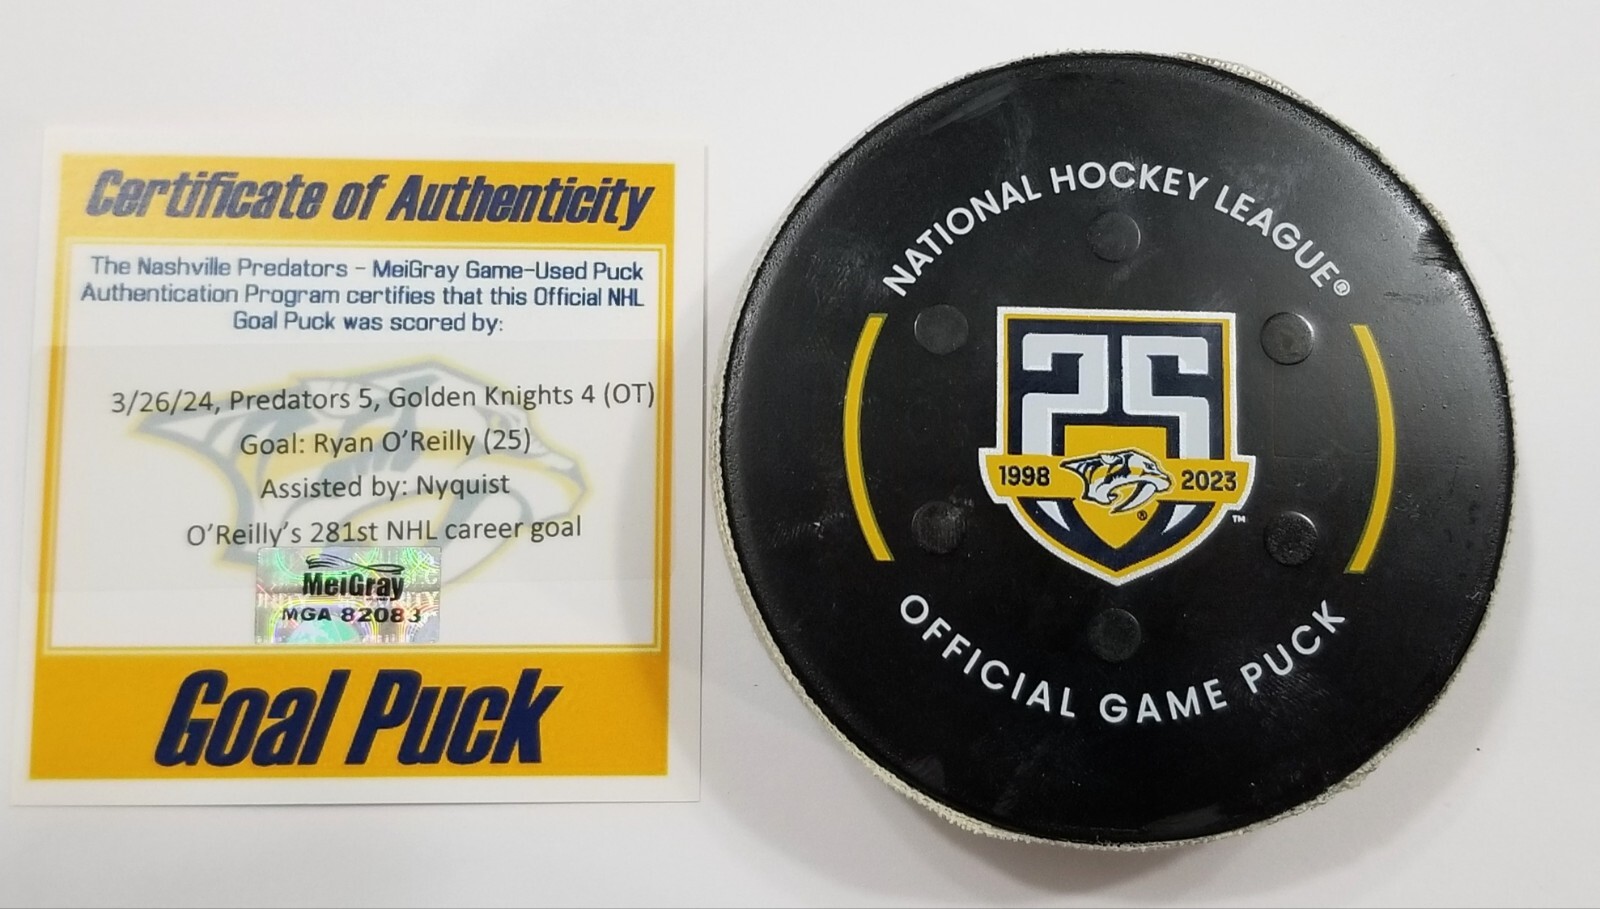 Certificate of Authenticity
The Nashville Predators - MeiGray Game-Used Puck
Authentication Program certifies that this Official NHL
Goal Puck was scored by:
3/26/24, Predators 5, Golden Knights 4 (OT)
Goal: Ryan O'Reilly (25)
Assisted by: Nyquist
O'Reilly's 281st NHL career goal
MeiGray
MGA 82083
Goal Puck
NATIONAL HOCKEY LEAGUE®
25
1998 2023
®
™
OFFICIAL GAME PUCK